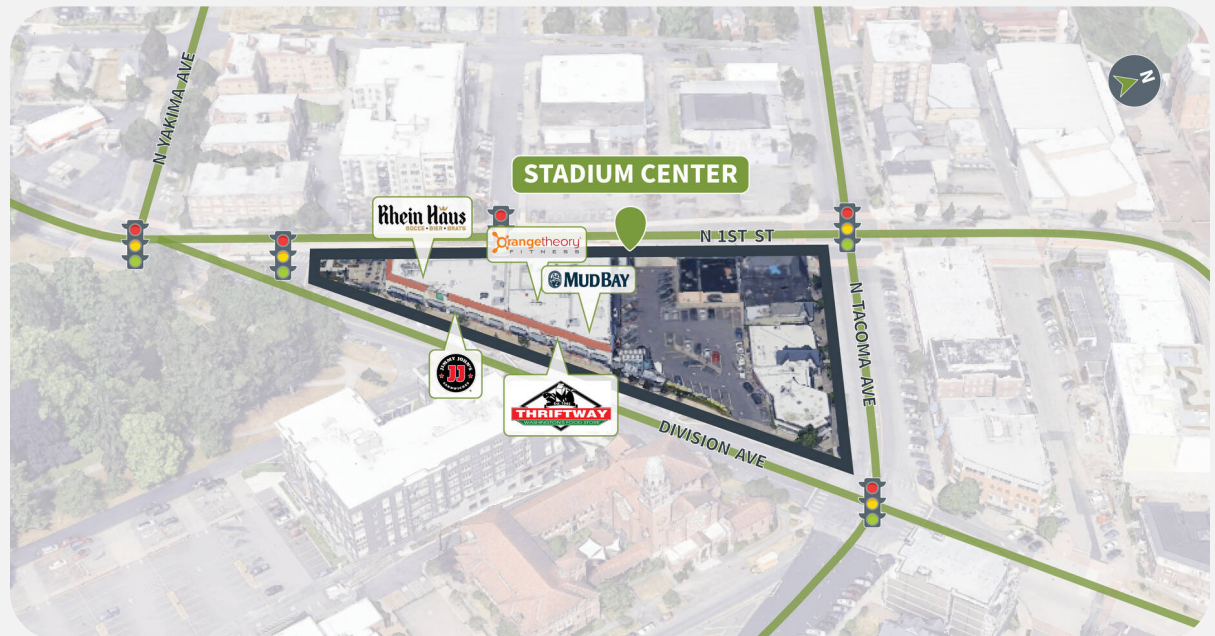 N YAKIMA AVE
N
STADIUM CENTER
Rhein Haus
BOCCE • BIER • BRATS
orangetheory
FITNESS
N 1ST ST
MUDBAY
N TACOMA AVE
JIMMY JOHN'S
JJ
THRIFTWAY
WASHINGTON'S FOOD STORE
DIVISION AVE